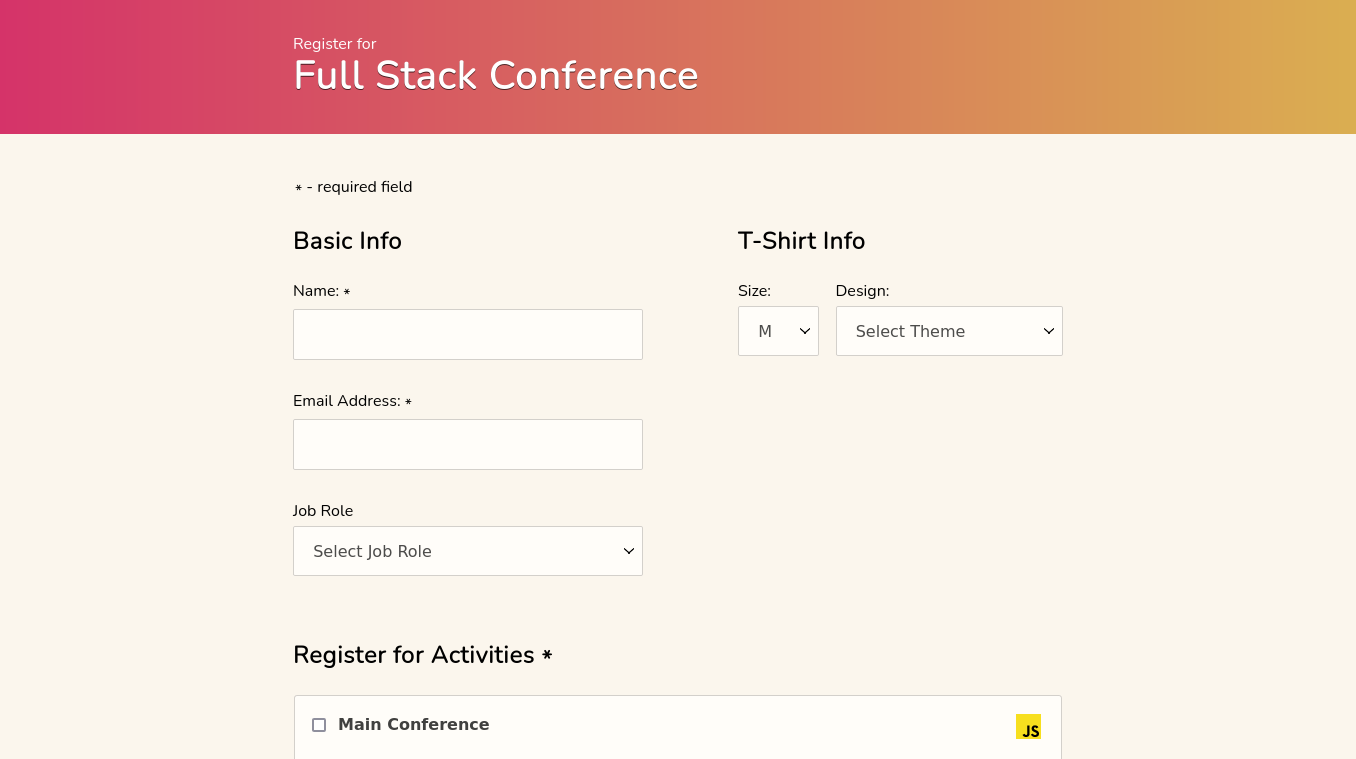 Register for
Full Stack Conference
* - required field
Basic Info
Name: *
Email Address: *
Job Role
Select Job Role
T-Shirt Info
Size:
M
Design:
Select Theme
Register for Activities *
Main Conference
JS